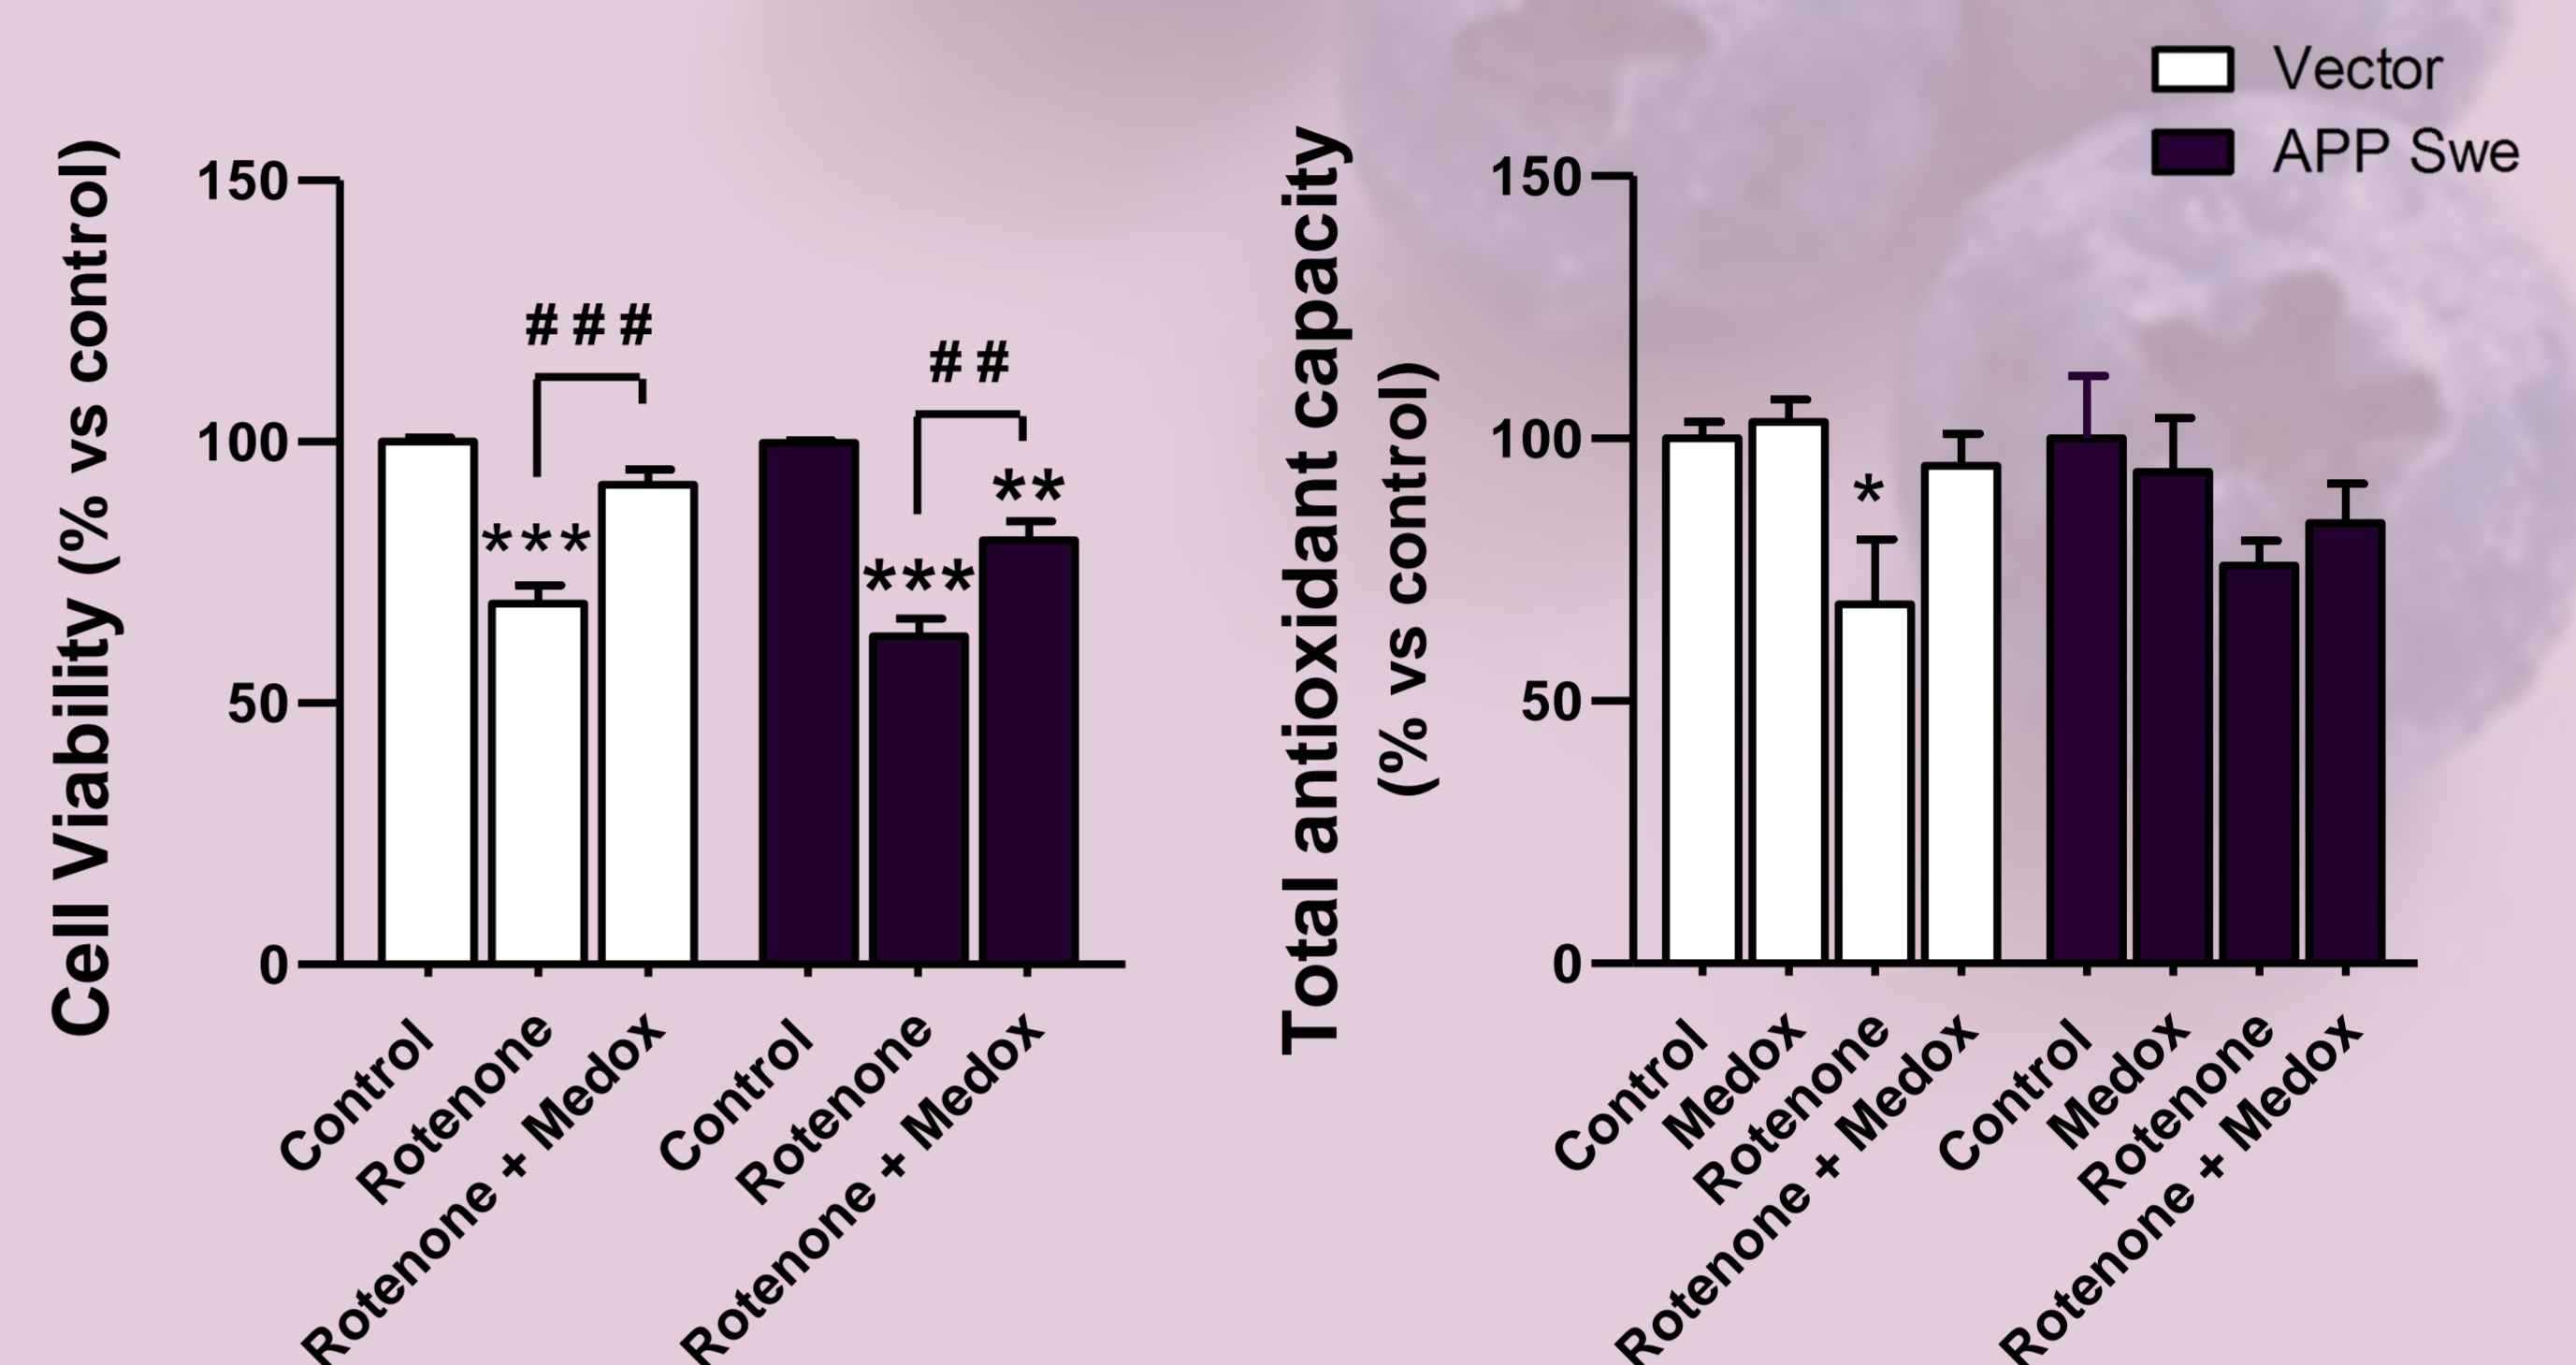 Vector
APP Swe
Cell Viability (% vs control)
150
100
50
0
###
***
##
***
**
Control
Rotenone
Rotenone + Medox
Control
Rotenone
Rotenone + Medox
Total antioxidant capacity
(% vs control)
150
100
50
0
*
Control
Medox
Rotenone
Rotenone + Medox
Control
Medox
Rotenone
Rotenone + Medox